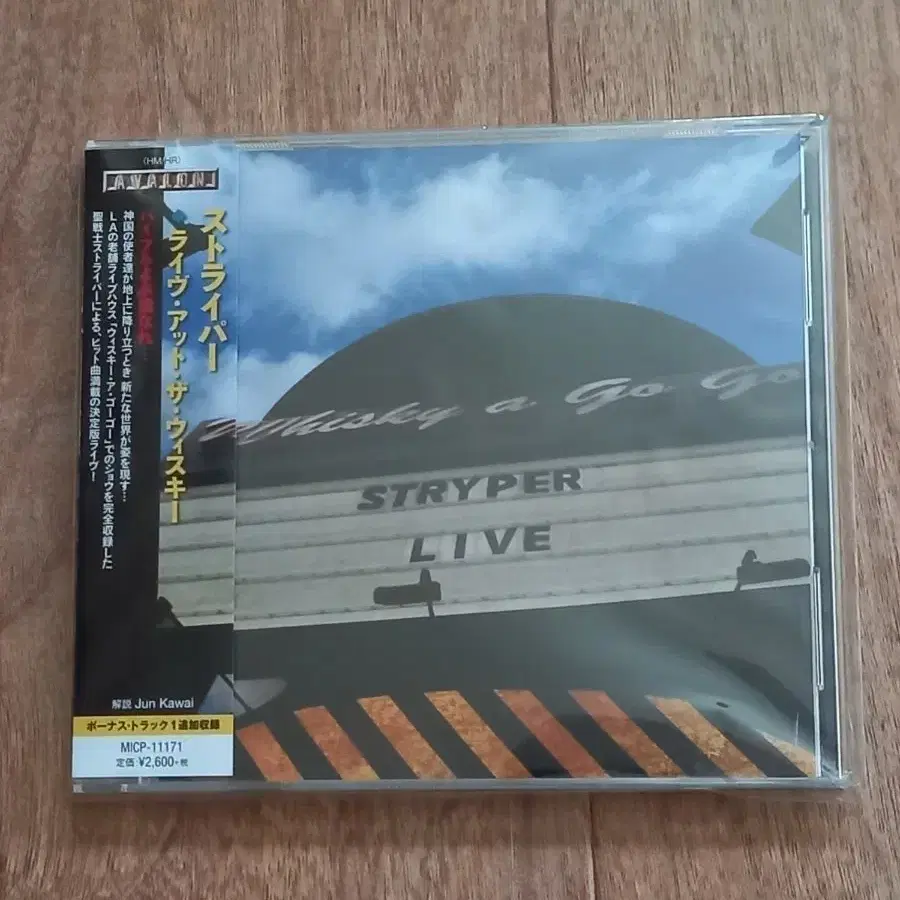 (HM/HR)
AVALON
ストライパー
ライヴ・アット・ザ・ウィスキー
神国の使者達が地上に降り立つとき 新たな世界が姿を現す…
LAの老舗ライブハウス「ウィスキー・ア・ゴーゴー」でのショウを完全収録した
聖戦士ストライパーによる、ヒット曲満載の決定版ライヴ!
解説 Jun Kawai
ボーナス・トラック1追加収録
MICP-11171
定価:¥2,600+税
Whisky a Go Go
STRYPER
LIVE